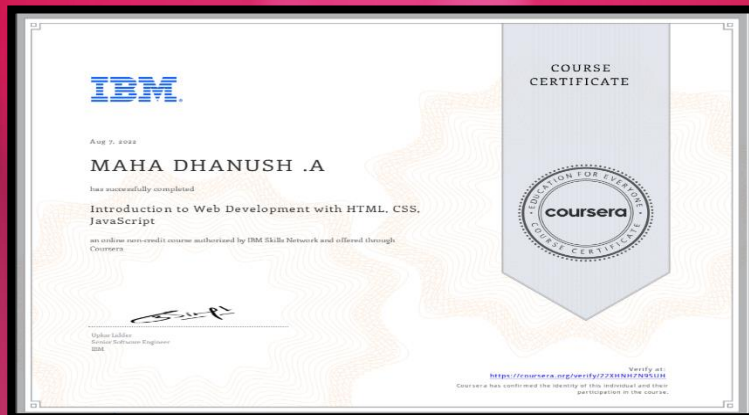 IBM.
Aug 7, 2022
MAHA DHANUSH .A
has successfully completed
Introduction to Web Development with HTML, CSS,
JavaScript
an online non-credit course authorized by IBM Skills Network and offered through
Coursera
Upkar Lidder
Senior Software Engineer
IBM
COURSE
CERTIFICATE
EDUCATION FOR EVERYONE
coursera
COURSE CERTIFICATE
Verify at:
Coursera has confirmed the identity of this individual and their
participation in the course.